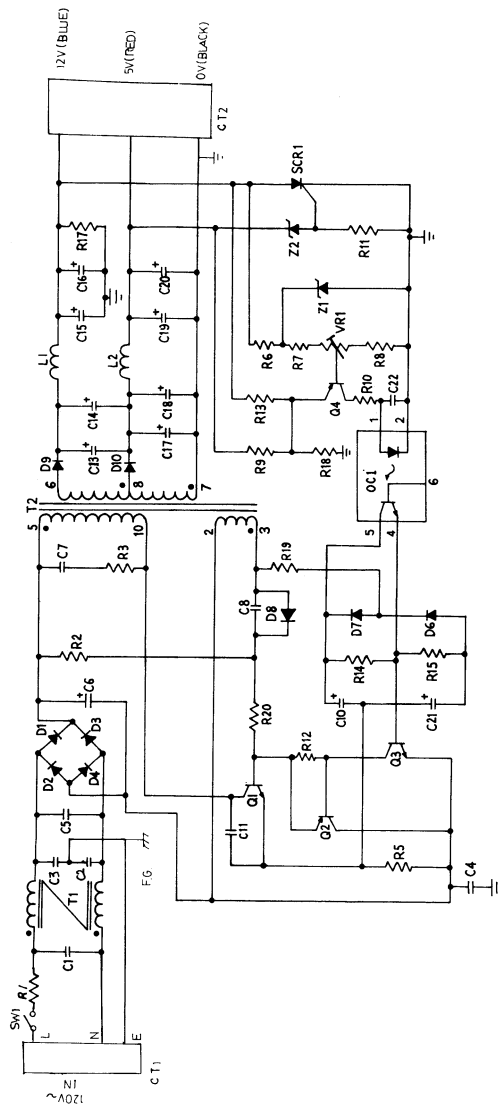 120V~
IN
CT1
SW1
L
N
E
R1
C1
T1
C3
C2
F.G
C5
D1
D2
D3
D4
C6
R2
C7
R3
T2
5
10
2
3
6
8
7
D9
D10
C13
C14
C17
C18
L1
L2
C15
C16
R17
C19
C20
12V (BLUE)
5V(RED)
0V(BLACK)
CT2
C8
D8
R19
R20
C11
Q1
R12
Q2
Q3
R5
C4
C10
C21
R14
R15
D7
D6
5
4
OC1
6
1
2
R9
R18
R13
Q4
R10
C22
R6
R7
VR1
R8
Z1
Z2
R11
SCR1